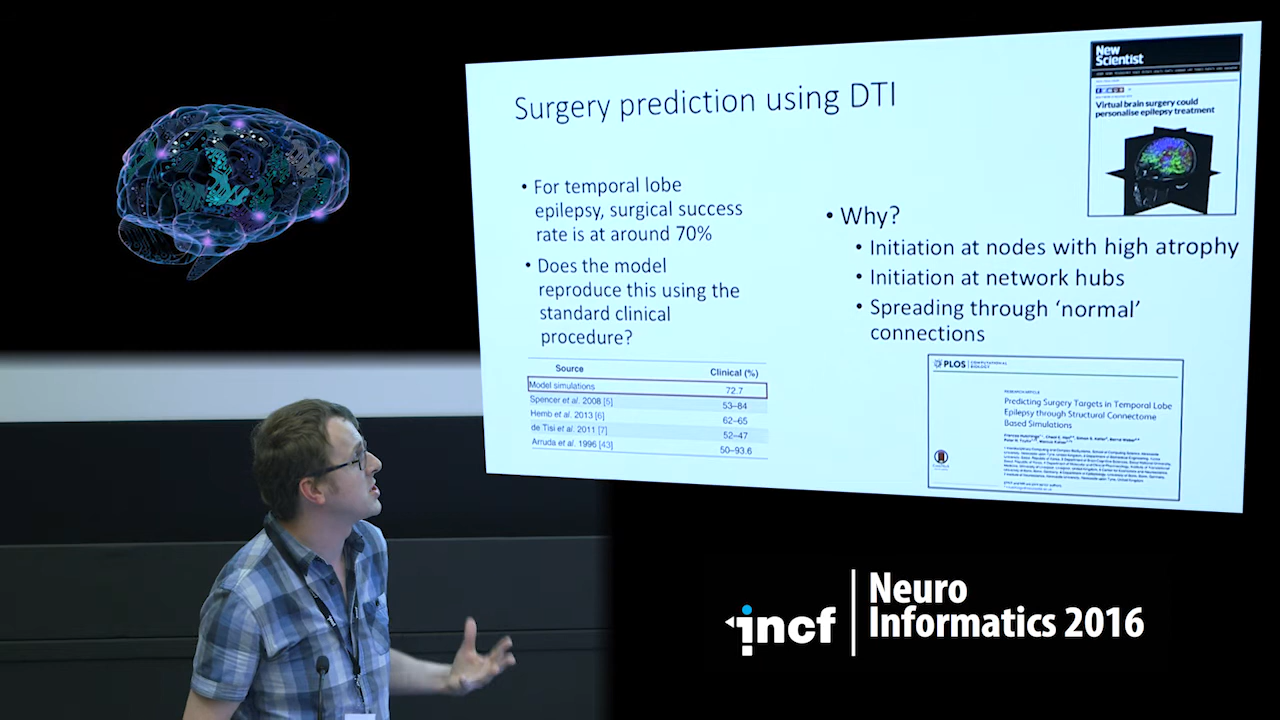 Surgery prediction using DTI
• For temporal lobe
epilepsy, surgical success
rate is at around 70%
• Does the model
reproduce this using the
standard clinical
procedure?
Source Clinical (%)
Model simulations 72.7
Spencer et al. 2008 [5] 53–84
Hemb et al. 2013 [6] 62–65
de Tisi et al. 2011 [7] 52–47
Arruda et al. 1996 [43] 50–93.6
New
Scientist
Virtual brain surgery could
personalise epilepsy treatment
• Why?
• Initiation at nodes with high atrophy
• Initiation at network hubs
• Spreading through ‘normal’
connections
PLOS | COMPUTATIONAL
BIOLOGY
RESEARCH ARTICLE
Predicting Surgery Targets in Temporal Lobe
Epilepsy through Structural Connectome
Based Simulations
incf
Neuro
Informatics 2016